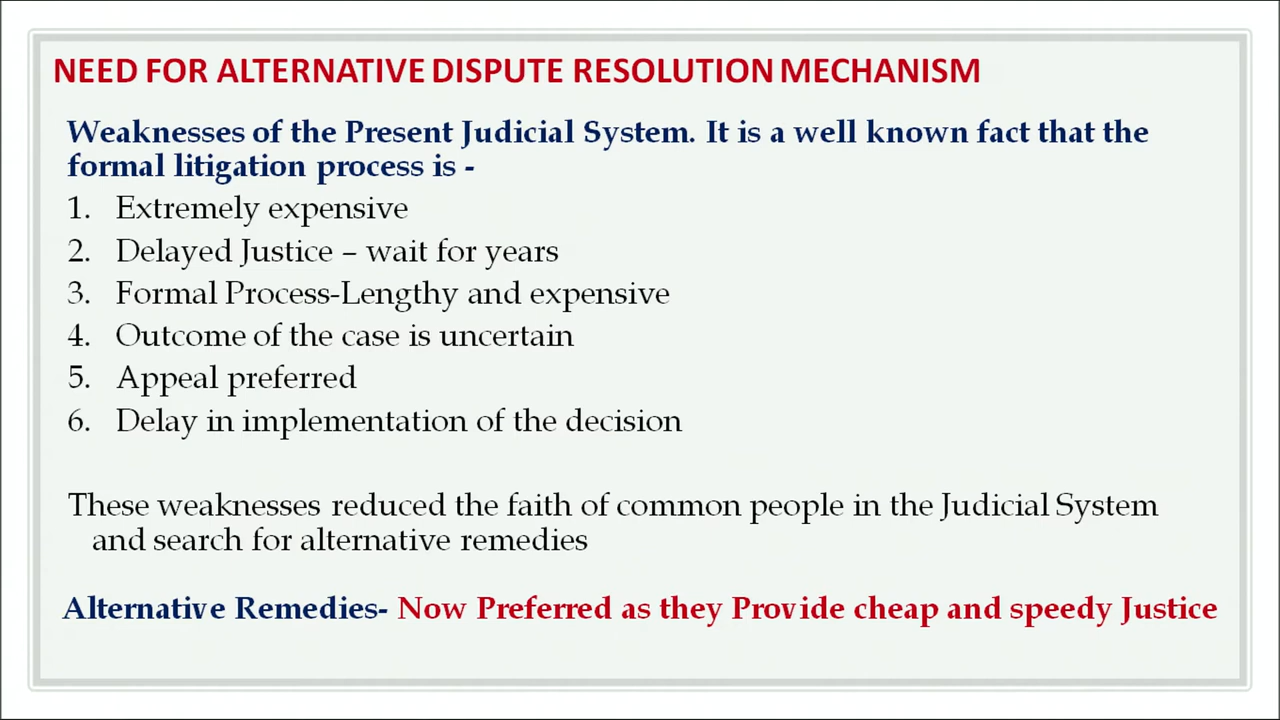 NEED FOR ALTERNATIVE DISPUTE RESOLUTION MECHANISM
Weaknesses of the Present Judicial System. It is a well known fact that the
formal litigation process is -
1. Extremely expensive
2. Delayed Justice – wait for years
3. Formal Process-Lengthy and expensive
4. Outcome of the case is uncertain
5. Appeal preferred
6. Delay in implementation of the decision
These weaknesses reduced the faith of common people in the Judicial System
and search for alternative remedies
Alternative Remedies- Now Preferred as they Provide cheap and speedy Justice